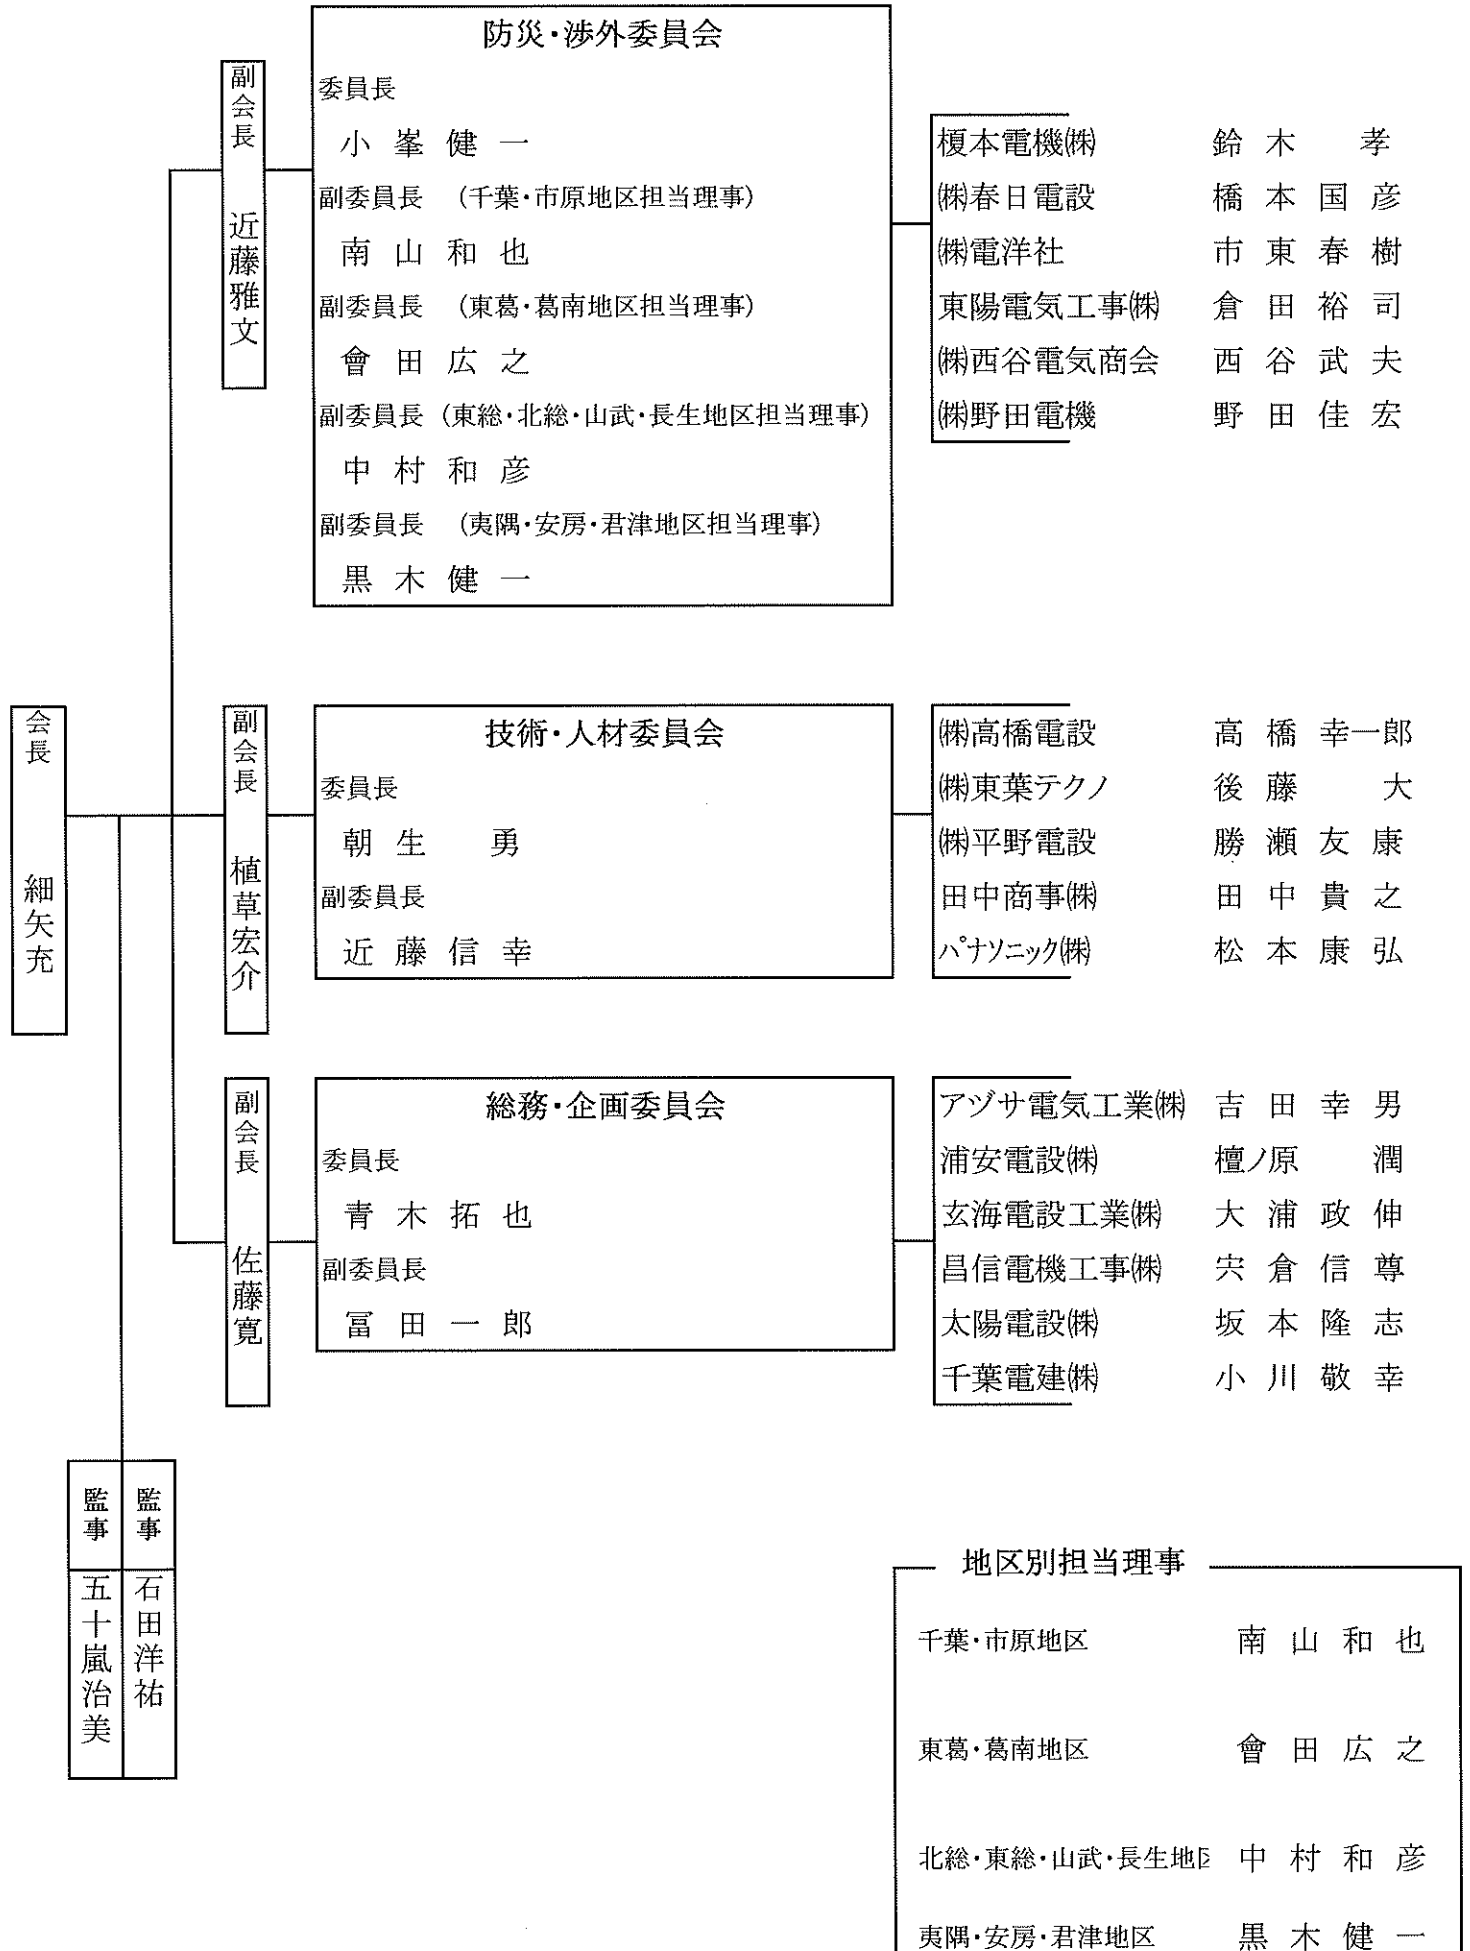 会長 細矢充
副会長 近藤雅文
防災・渉外委員会
委員長
小峯健一
副委員長 (千葉・市原地区担当理事)
南山和也
副委員長 (東葛・葛南地区担当理事)
會田広之
副委員長 (東総・北総・山武・長生地区担当理事)
中村和彦
副委員長 (夷隅・安房・君津地区担当理事)
黒木健一
榎本電機㈱ 鈴木 孝
㈱春日電設 橋本国彦
㈱電洋社 市東春樹
東陽電気工事㈱ 倉田裕司
㈱西谷電気商会 西谷武夫
㈱野田電機 野田佳宏
副会長 植草宏介
技術・人材委員会
委員長
朝生 勇
副委員長
近藤信幸
㈱高橋電設 高橋幸一郎
㈱東葉テクノ 後藤 大
㈱平野電設 勝瀬友康
田中商事㈱ 田中貴之
パナソニック㈱ 松本康弘
副会長 佐藤寛
総務・企画委員会
委員長
青木拓也
副委員長
冨田一郎
アヅサ電気工業㈱ 吉田幸男
浦安電設㈱ 檀ノ原 潤
玄海電設工業㈱ 大浦政伸
昌信電機工事㈱ 宍倉信尊
太陽電設㈱ 坂本隆志
千葉電建㈱ 小川敬幸
監事 石田洋祐
監事 五十嵐治美
地区別担当理事
千葉・市原地区 南山和也
東葛・葛南地区 會田広之
北総・東総・山武・長生地区 中村和彦
夷隅・安房・君津地区 黒木健一